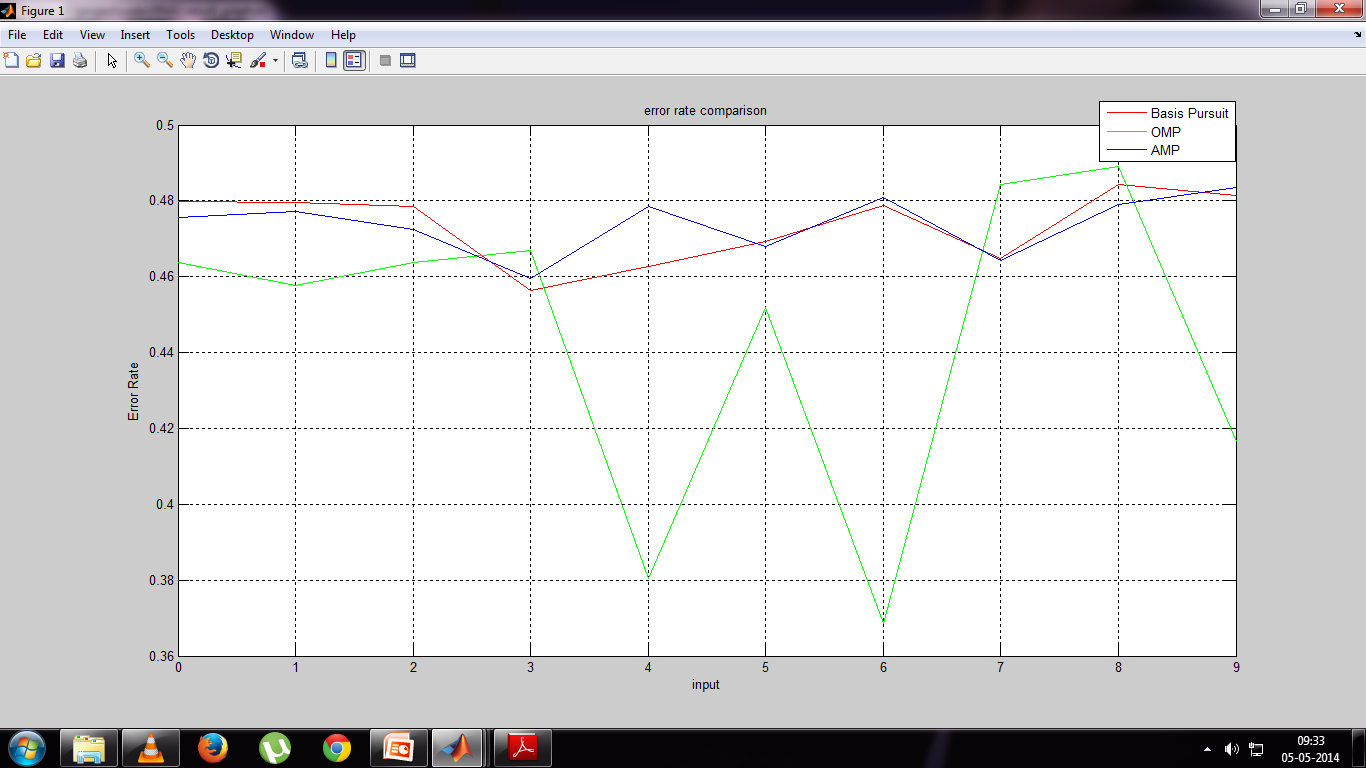 Figure 1
File Edit View Insert Tools Desktop Window Help
error rate comparison
Basis Pursuit
OMP
AMP
0.5
0.48
0.46
0.44
0.42
0.4
0.38
0.36
Error Rate
0 1 2 3 4 5 6 7 8 9
input
09:33
05-05-2014